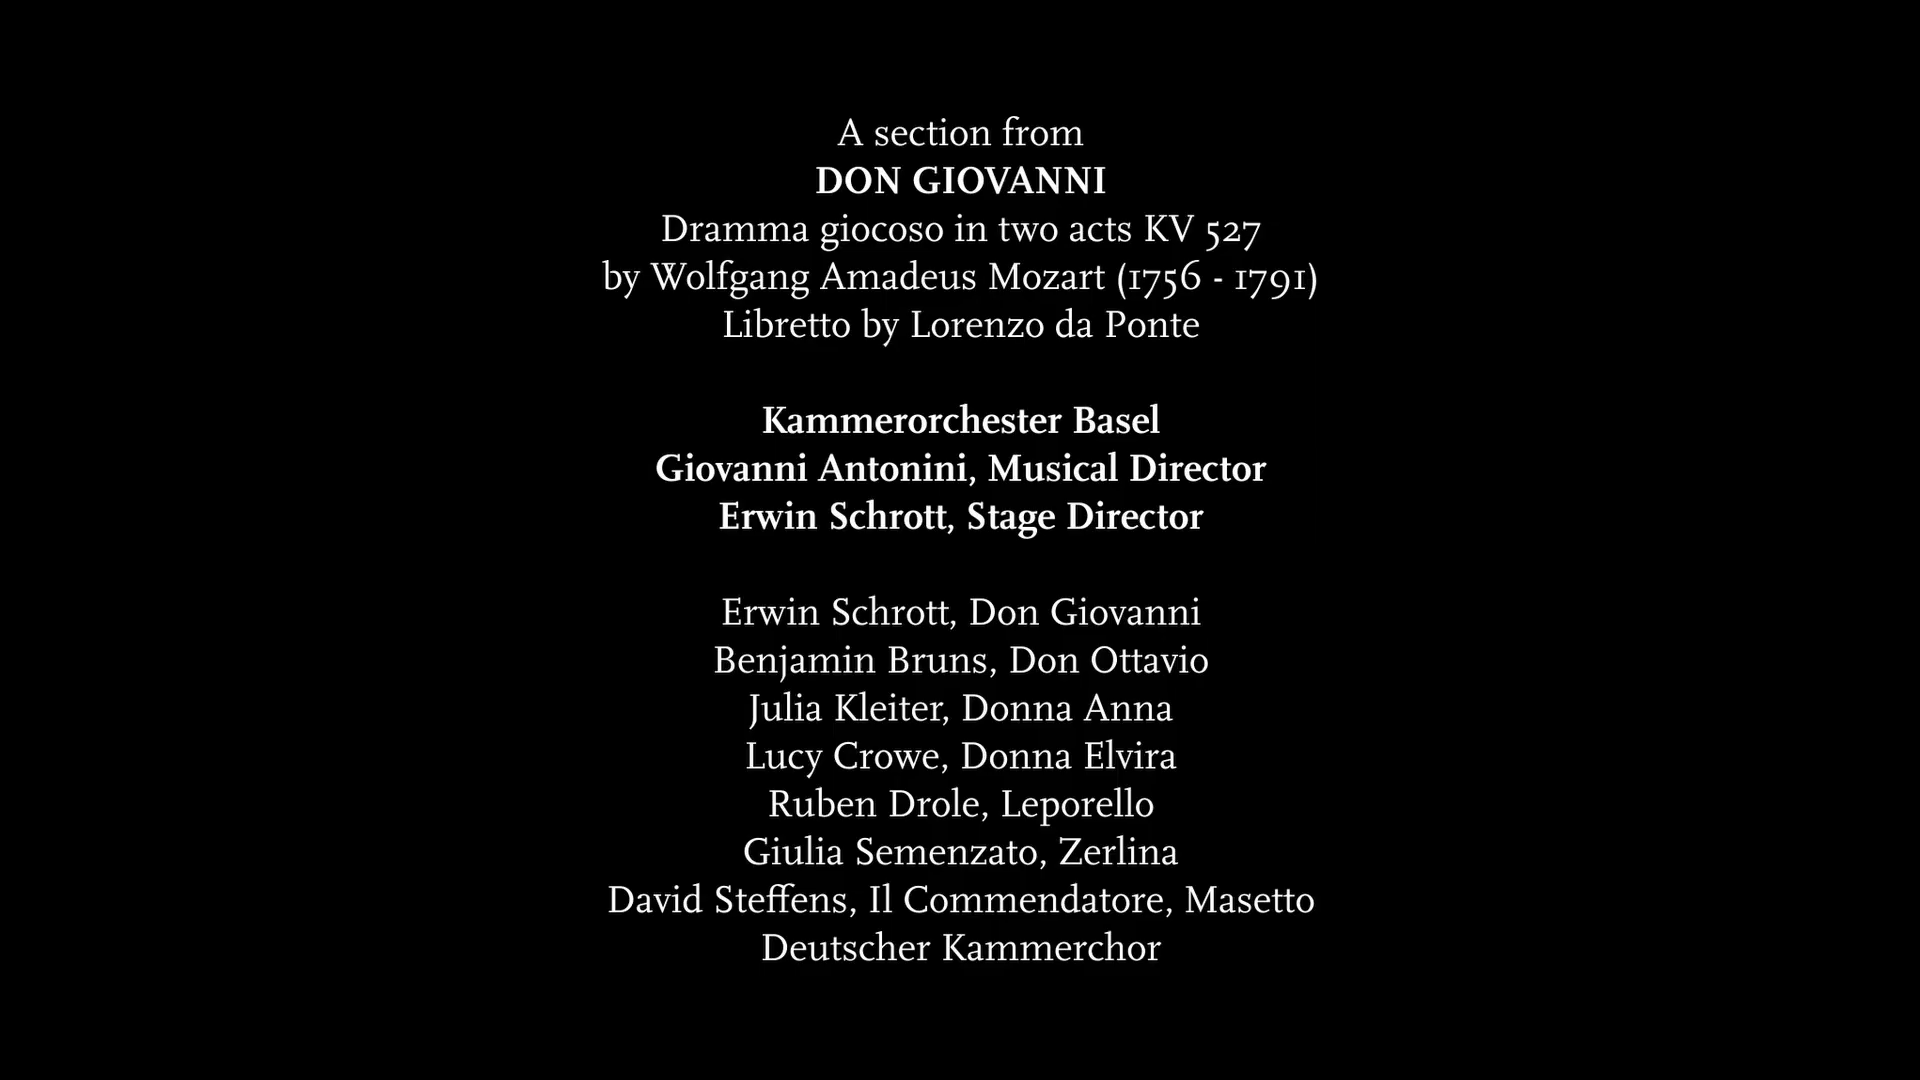 A section from
DON GIOVANNI
Dramma giocoso in two acts KV 527
by Wolfgang Amadeus Mozart (1756 - 1791)
Libretto by Lorenzo da Ponte
Kammerorchester Basel
Giovanni Antonini, Musical Director
Erwin Schrott, Stage Director
Erwin Schrott, Don Giovanni
Benjamin Bruns, Don Ottavio
Julia Kleiter, Donna Anna
Lucy Crowe, Donna Elvira
Ruben Drole, Leporello
Giulia Semenzato, Zerlina
David Steffens, Il Commendatore, Masetto
Deutscher Kammerchor